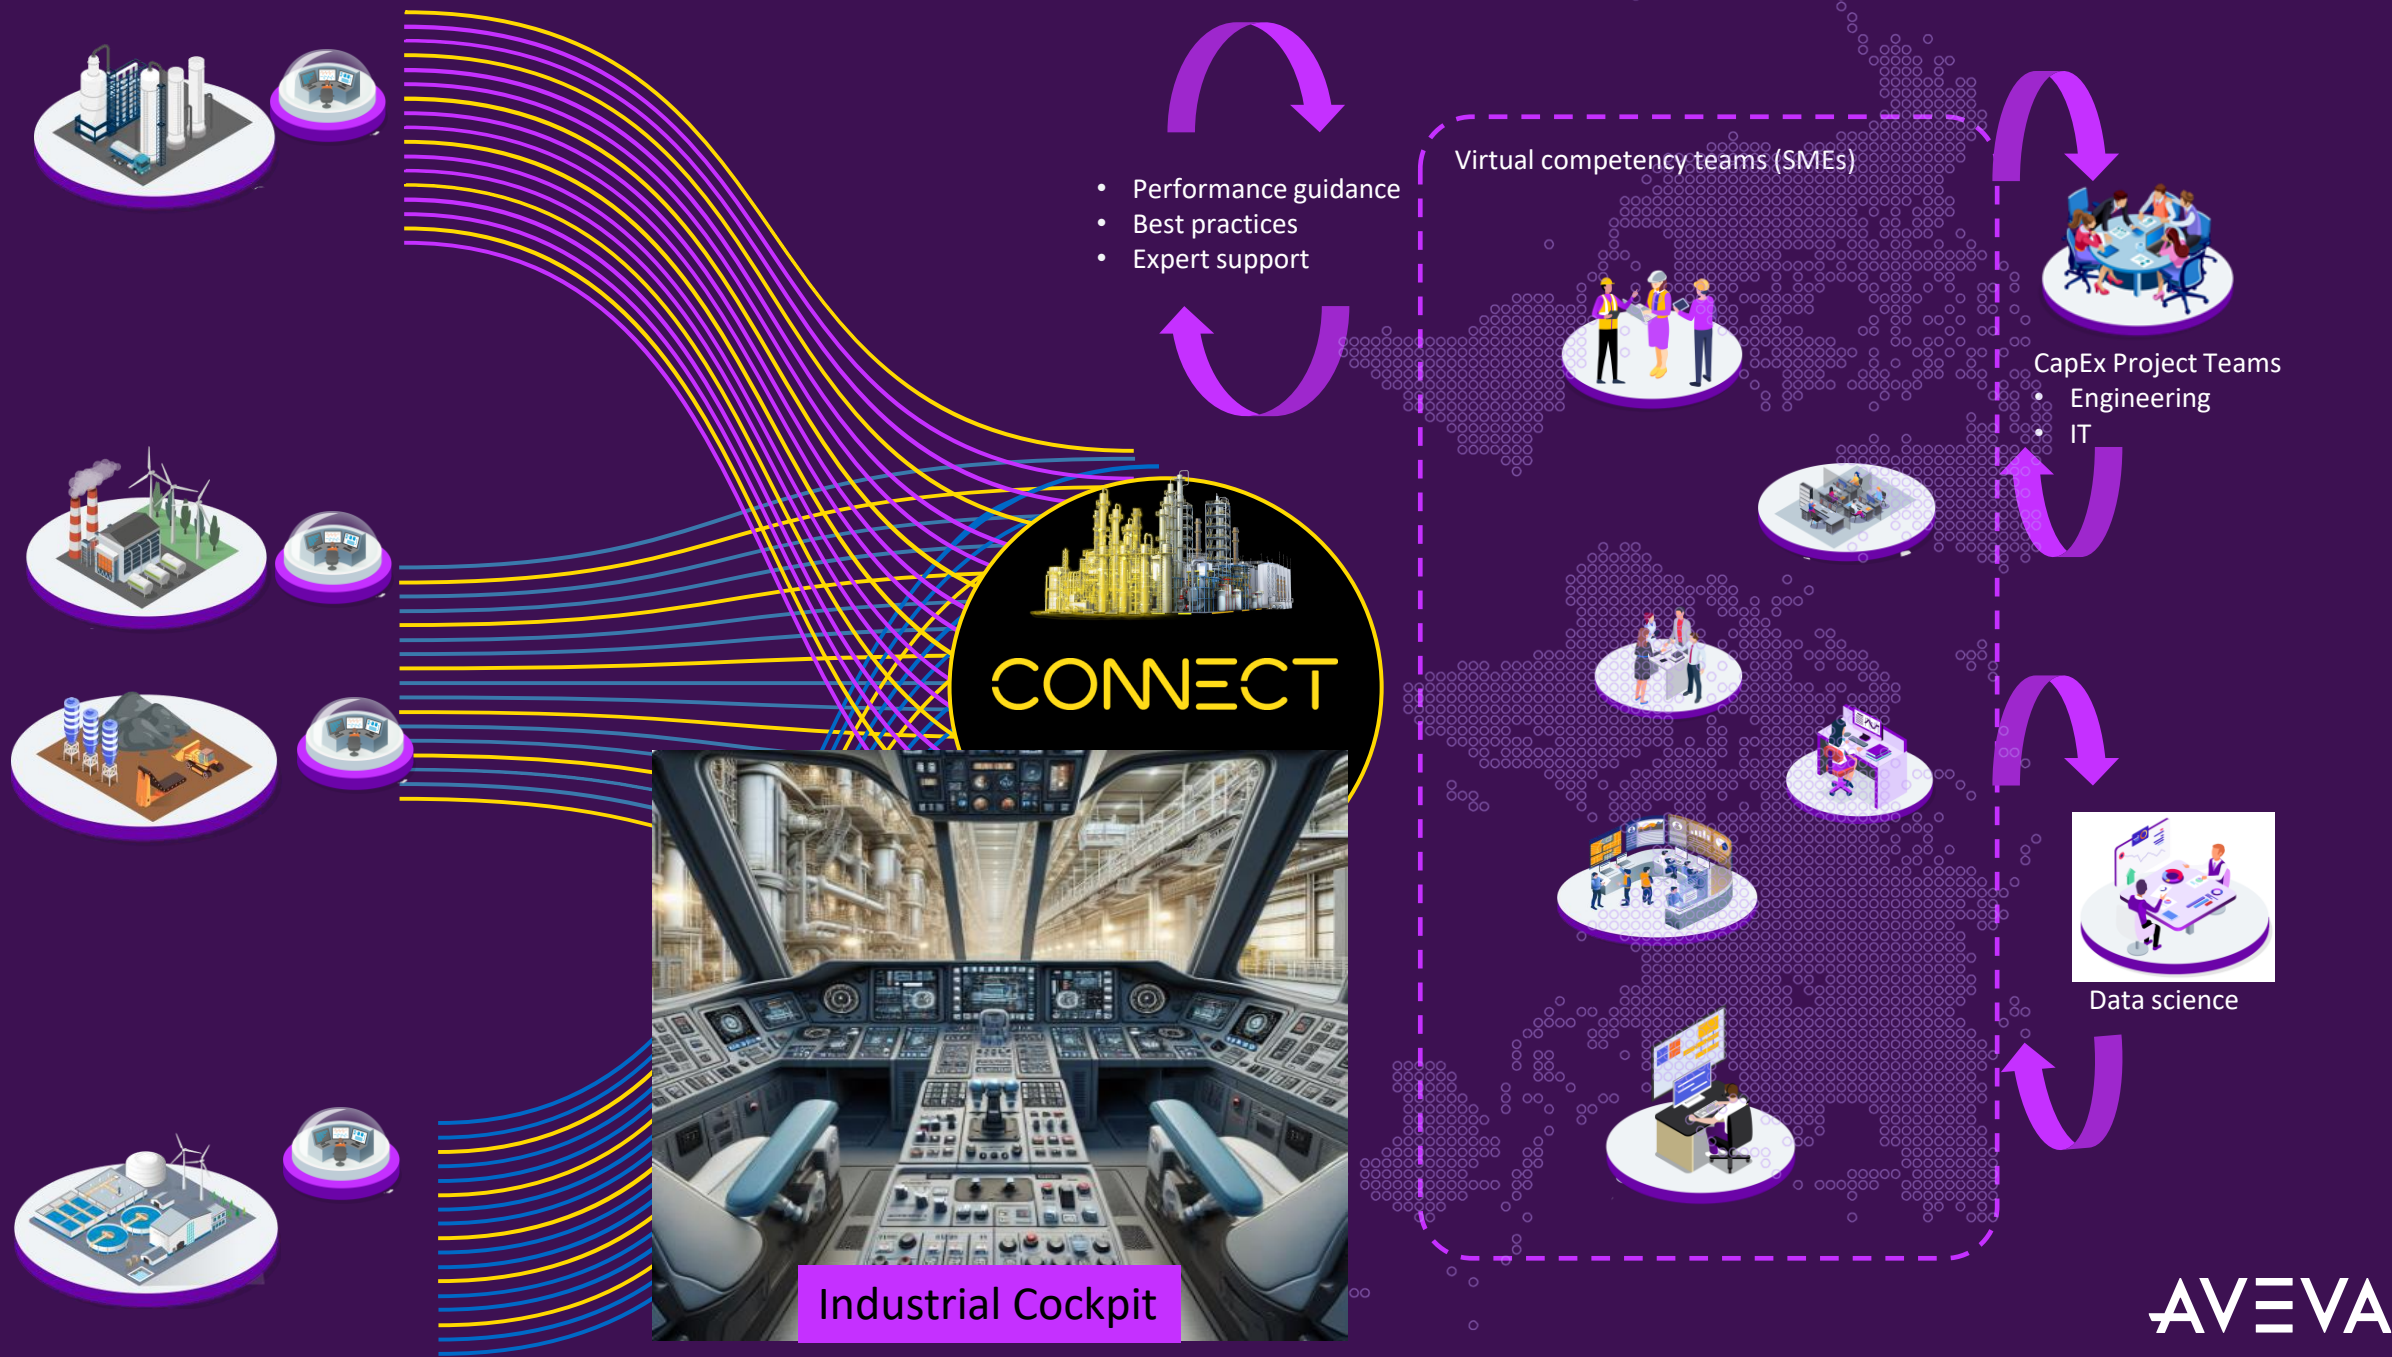 Virtual competency teams (SMEs)
• Performance guidance
• Best practices
• Expert support
CapEx Project Teams
• Engineering
• IT
CONNECT
Data science
Industrial Cockpit
AVEVA